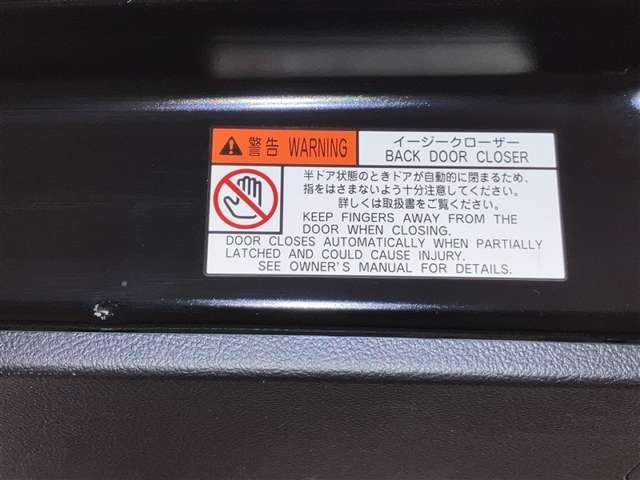 警告 WARNING
イージークローザー
BACK DOOR CLOSER
半ドア状態のときドアが自動的に閉まるため、
指をはさまないよう十分注意してください。
詳しくは取扱書をご覧ください。
KEEP FINGERS AWAY FROM THE
DOOR WHEN CLOSING.
DOOR CLOSES AUTOMATICALLY WHEN PARTIALLY
LATCHED AND COULD CAUSE INJURY.
SEE OWNER'S MANUAL FOR DETAILS.